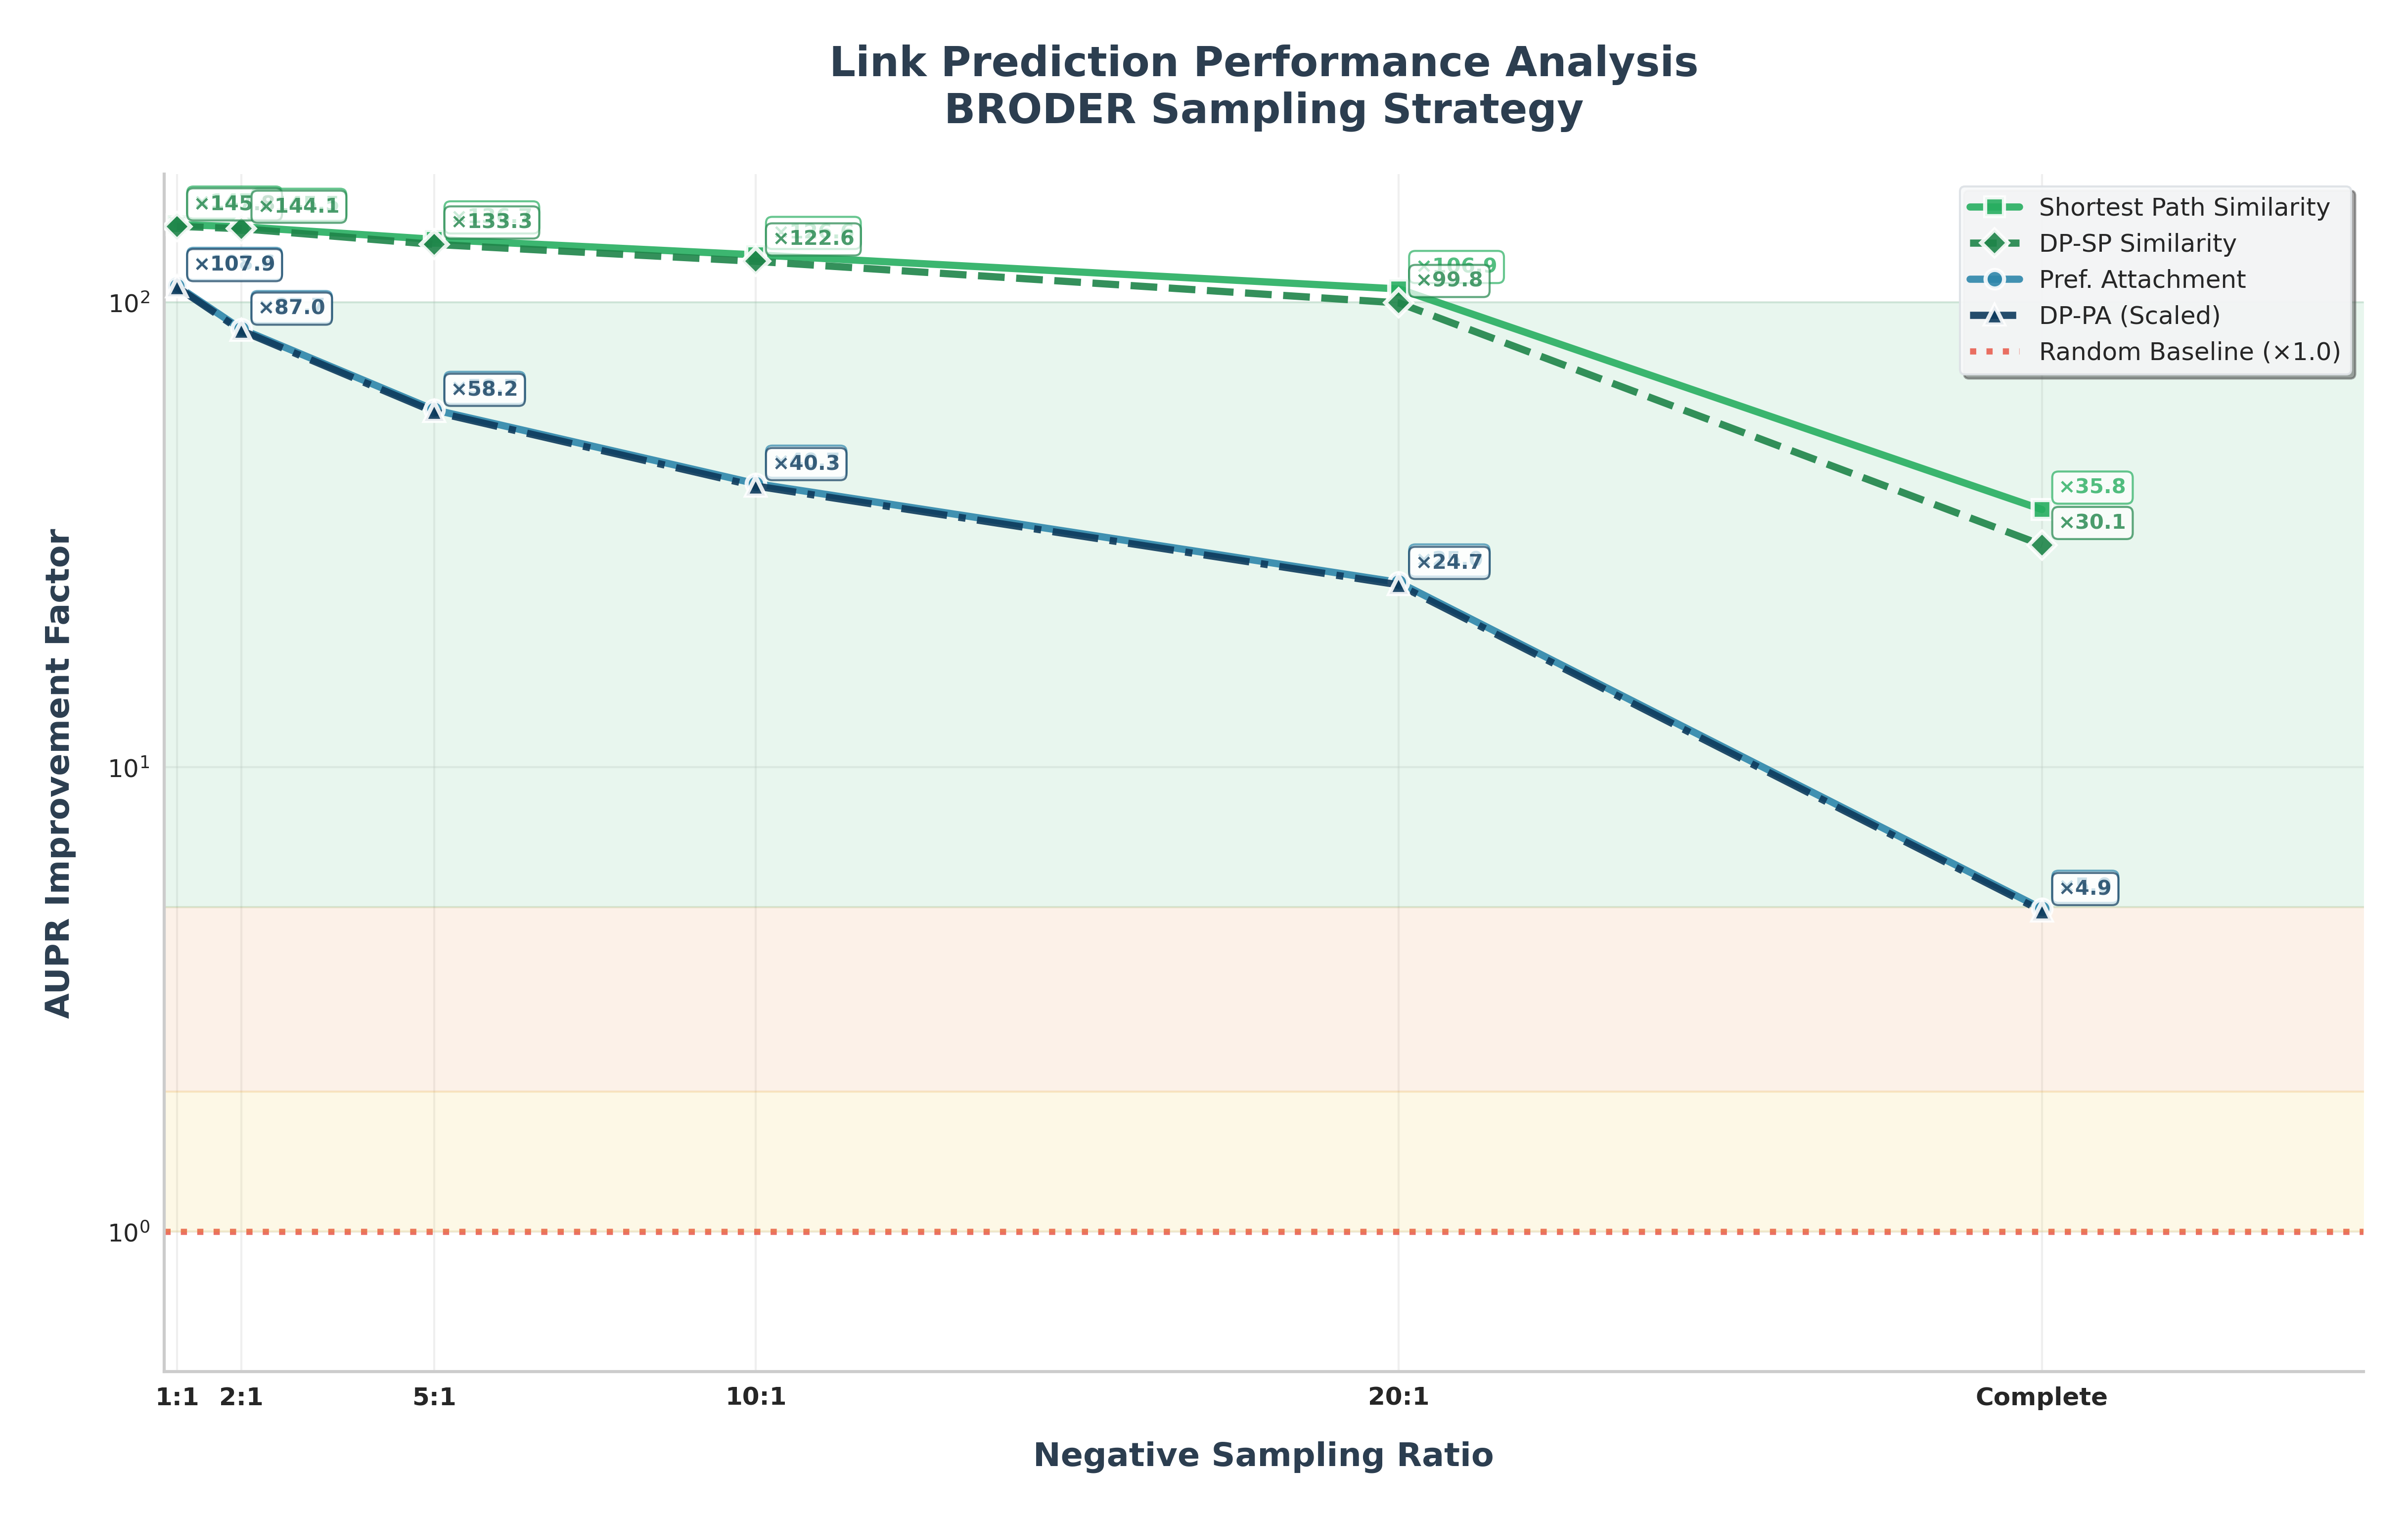 Link Prediction Performance Analysis
BRODER Sampling Strategy
Shortest Path Similarity
DP-SP Similarity
Pref. Attachment
DP-PA (Scaled)
Random Baseline (×1.0)
×144.1
×133.3
×122.6
×106.9
×99.8
×35.8
×30.1
×107.9
×87.0
×58.2
×40.3
×24.7
×4.9
AUPR Improvement Factor
10²
10¹
10⁰
1:1 2:1 5:1 10:1 20:1 Complete
Negative Sampling Ratio